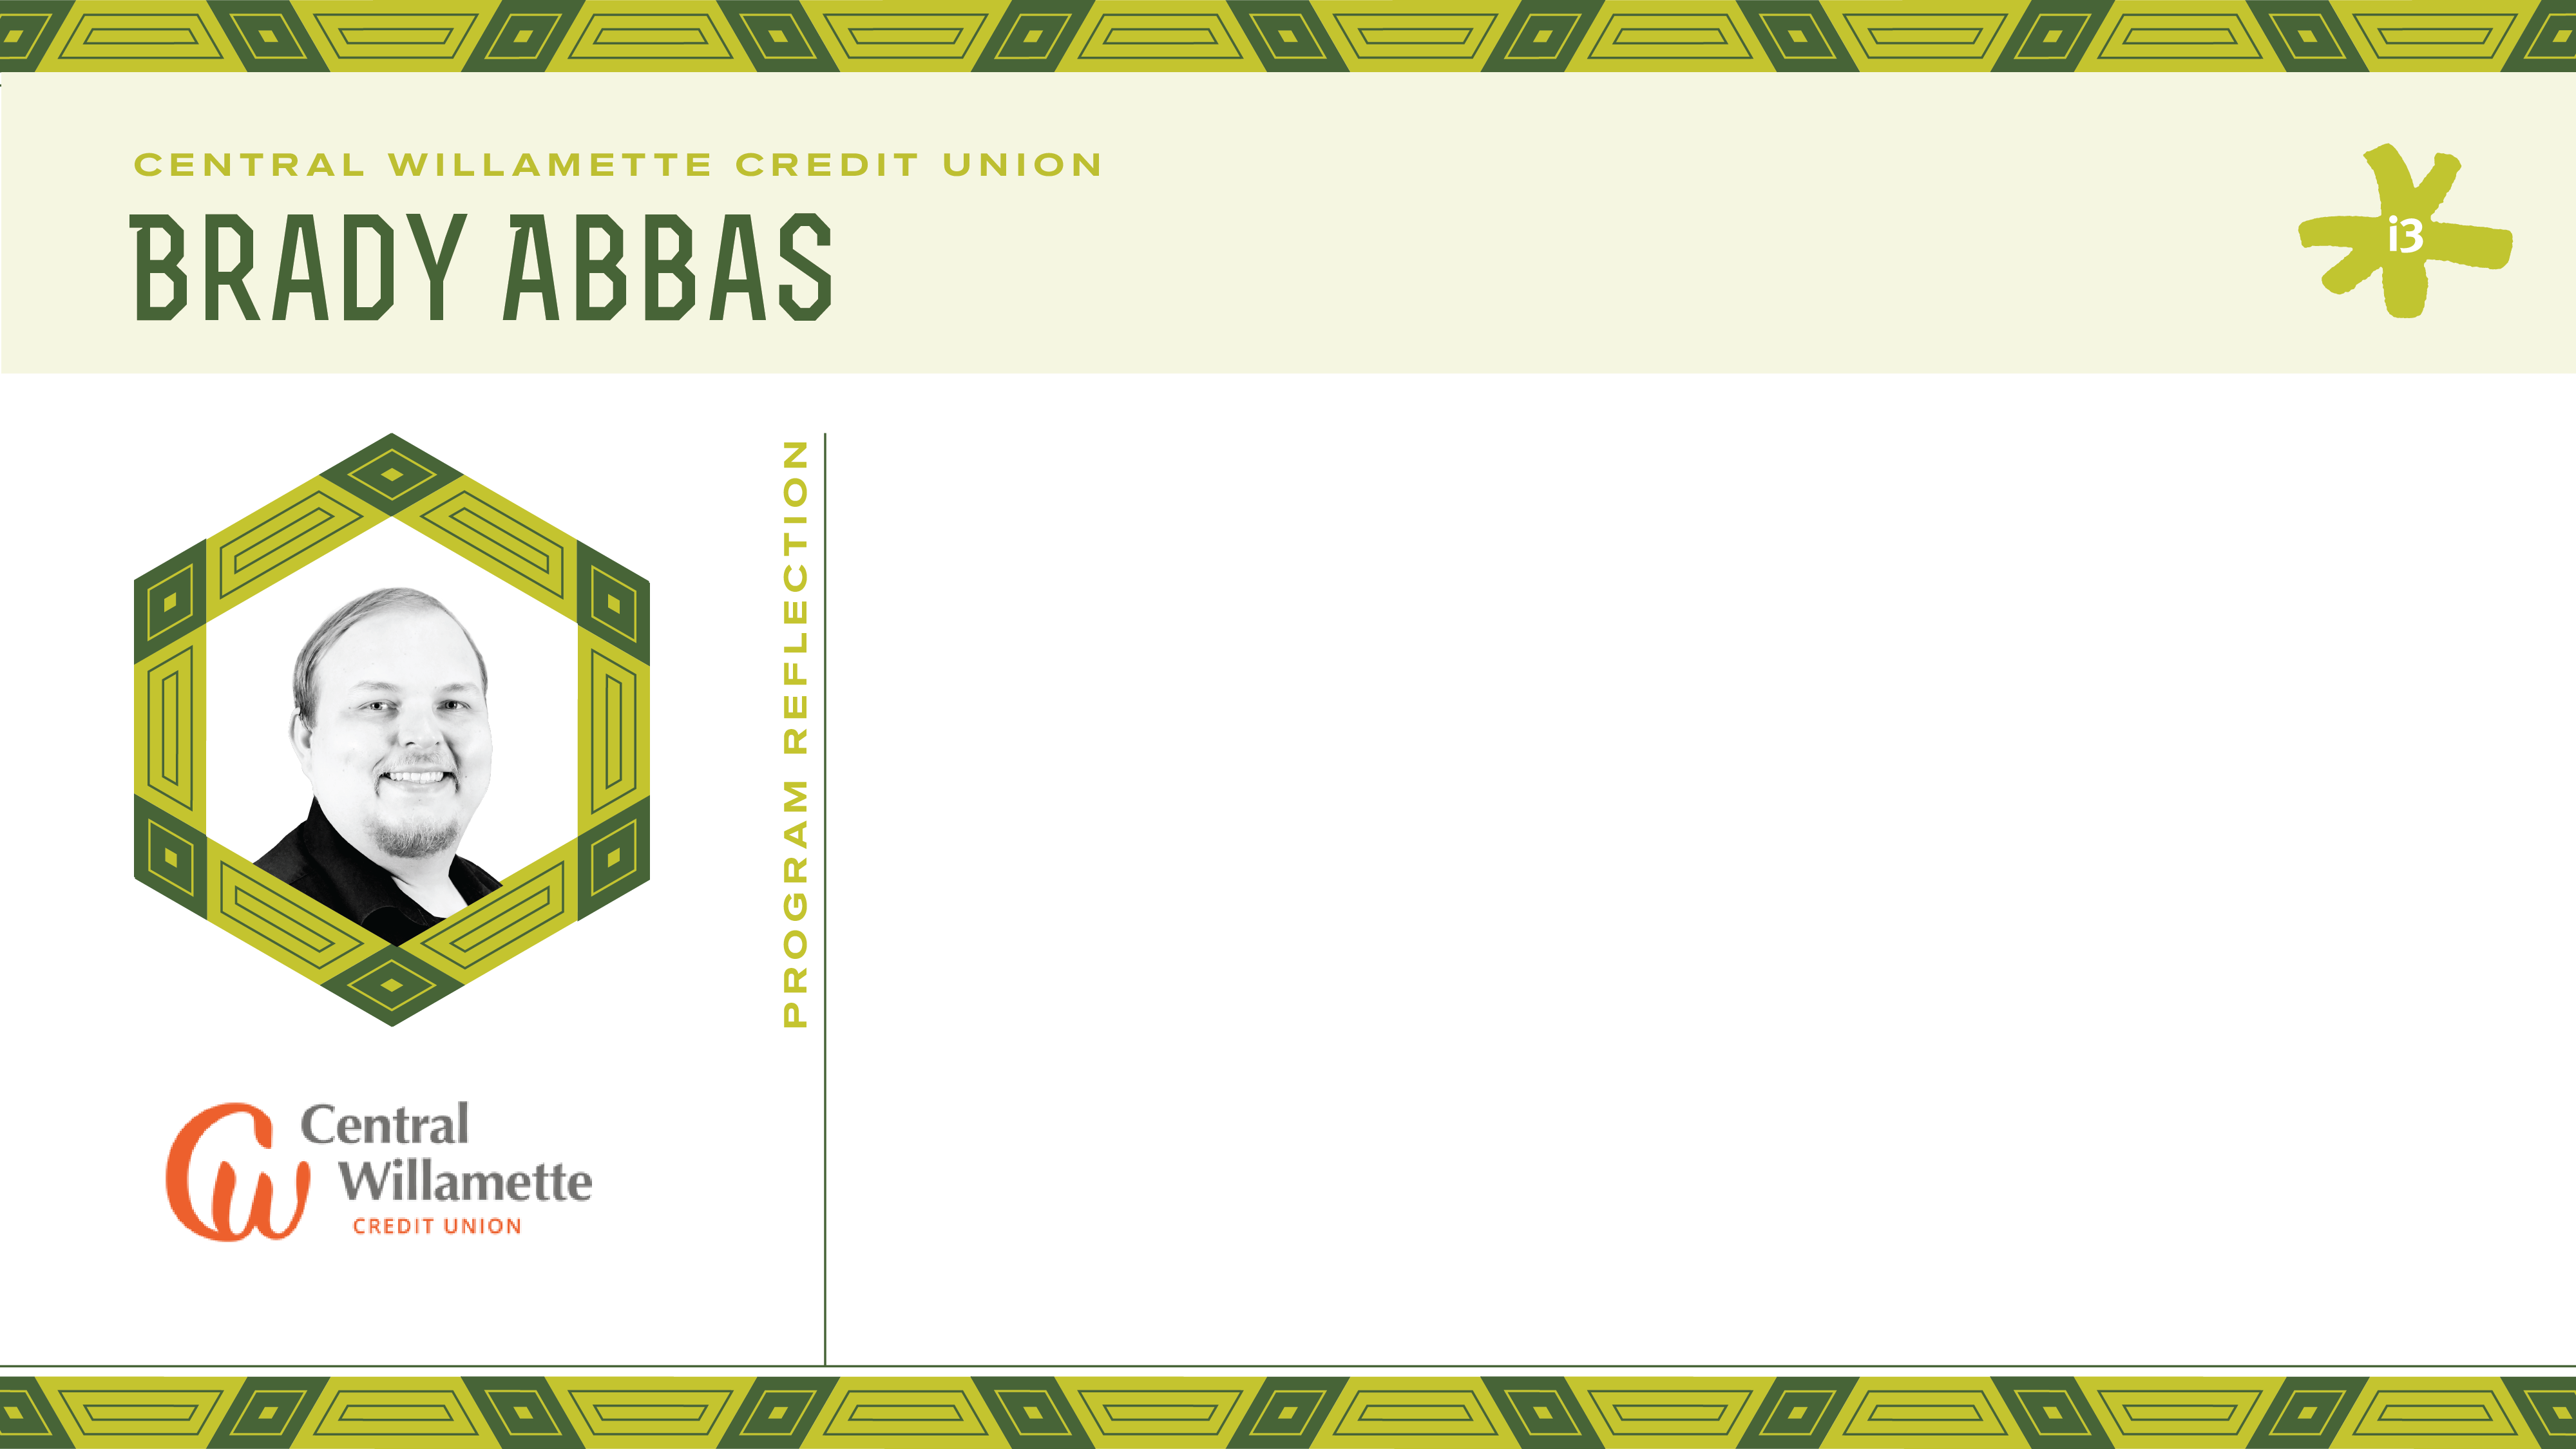 CENTRAL WILLAMETTE CREDIT UNION
BRADY ABBAS
i3
PROGRAM REFLECTION
Central
Willamette
CREDIT UNION